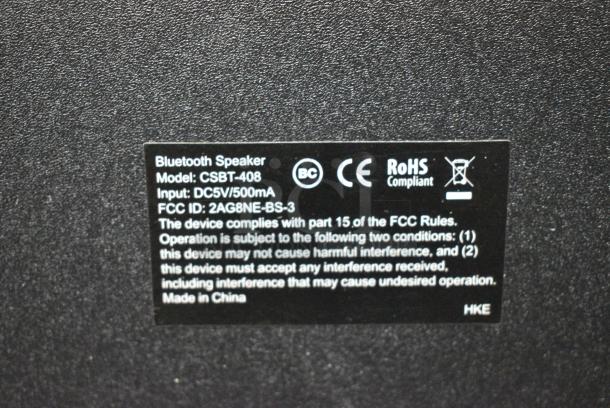 Bluetooth Speaker
Model: CSBT-408
Input: DC5V/500mA
FCC ID: 2AG8NE-BS-3
BC CE RoHS
Compliant
The device complies with part 15 of the FCC Rules.
Operation is subject to the following two conditions: (1)
this device may not cause harmful interference, and (2)
this device must accept any interference received,
including interference that may cause undesired operation.
Made in China
HKE